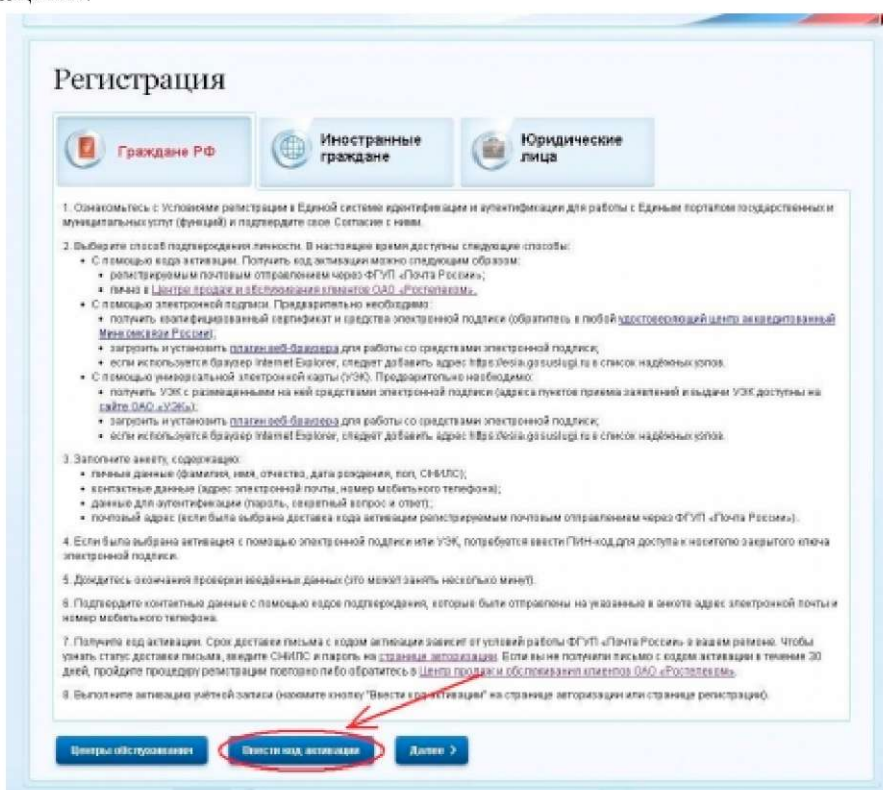 Регистрация
Граждане РФ
Иностранные
граждане
Юридические
лица
1. Ознакомьтесь с Условиями регистрации в Единой системе идентификации и аутентификации для работы с Единым порталом государственных и
муниципальных услуг (функций) и подтвердите свое Согласие с ними.
2. Выберите способ подтверждения личности. В настоящее время доступны следующие способы:
• С помощью кода активации. Получить код активации можно следующим образом:
• регистрируемым почтовым отправлением через ФГУП «Почта России»;
• лично в Центре продаж и обслуживания клиентов ОАО «Ростелеком».
• С помощью электронной подписи. Предварительно необходимо:
• получить квалифицированный сертификат и средства электронной подписи (обратитесь в любой удостоверяющий центр аккредитованный
Минкомсвязи России);
• загрузить и установить плагин веб-браузера для работы со средствами электронной подписи;
• если используется браузер Internet Explorer, следует добавить адрес https://esia.gosuslugi.ru в список надёжных узлов.
• С помощью универсальной электронной карты (УЭК). Предварительно необходимо:
• получить УЭК с размещенными на ней средствами электронной подписи (адреса пунктов приема заявлений и выдачи УЭК доступны на
сайте ОАО «УЭК»);
• загрузить и установить плагин веб-браузера для работы со средствами электронной подписи;
• если используется браузер Internet Explorer, следует добавить адрес https://esia.gosuslugi.ru в список надёжных узлов.
3. Заполните анкету, содержащую:
• личные данные (фамилия, имя, отчество, дата рождения, пол, СНИЛС);
• контактные данные (адрес электронной почты, номер мобильного телефона);
• данные для аутентификации (пароль, секретный вопрос и ответ);
• почтовый адрес (если была выбрана доставка кода активации регистрируемым почтовым отправлением через ФГУП «Почта России»).
4. Если была выбрана активация с помощью электронной подписи или УЭК, потребуется ввести ПИН-код для доступа к носителю закрытого ключа
электронной подписи.
5. Дождитесь окончания проверки введённых данных (это может занять несколько минут).
6. Подтвердите контактные данные с помощью кодов подтверждения, которые были отправлены на указанные в анкете адрес электронной почты и
номер мобильного телефона.
7. Получите код активации. Срок доставки письма с кодом активации зависит от условий работы ФГУП «Почта России» в вашем регионе. Чтобы
узнать статус доставки письма, введите СНИЛС и пароль на странице авторизации. Если вы не получили письмо с кодом активации в течение 30
дней, пройдите процедуру регистрации повторно либо обратитесь в Центр продаж и обслуживания клиентов ОАО «Ростелеком».
8. Выполните активацию учётной записи (нажмите кнопку "Ввести код активации" на странице авторизации или странице регистрации).
Центры обслуживания
Ввести код активации
Далее >